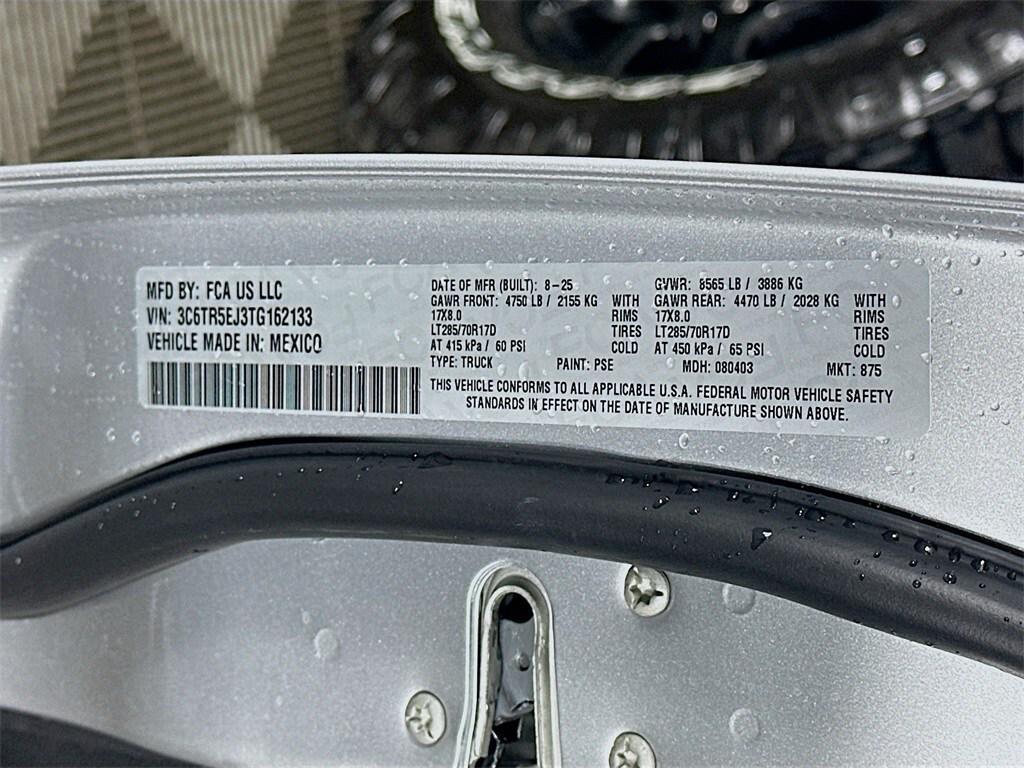 MFD BY: FCA US LLC
VIN: 3C6TR5EJ3TG162133
VEHICLE MADE IN: MEXICO
DATE OF MFR (BUILT): 8-25
GAWR FRONT: 4750 LB / 2155 KG WITH
17X8.0 RIMS
LT285/70R17D TIRES
AT 415 kPa / 60 PSI COLD
TYPE: TRUCK
GVWR: 8565 LB / 3886 KG
GAWR REAR: 4470 LB / 2028 KG WITH
17X8.0 RIMS
LT285/70R17D TIRES
AT 450 kPa / 65 PSI COLD
PAINT: PSE MDH: 080403 MKT: 875
THIS VEHICLE CONFORMS TO ALL APPLICABLE U.S.A. FEDERAL MOTOR VEHICLE SAFETY
STANDARDS IN EFFECT ON THE DATE OF MANUFACTURE SHOWN ABOVE.